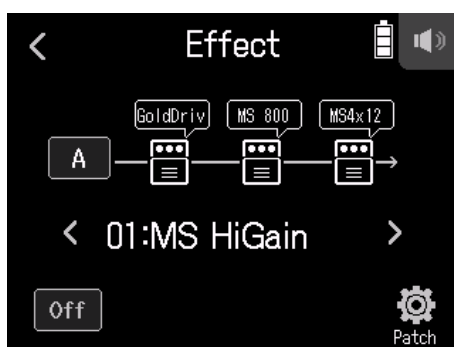 Effect
GoldDriv MS 800 MS4x12
A
01:MS HiGain
Off
Patch